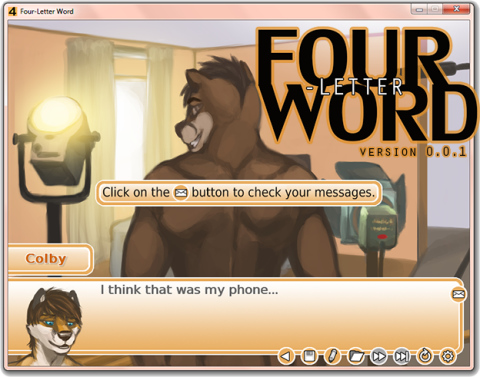 4 Four-Letter Word
FOUR
-LETTER
WORD
VERSION 0.0.1
Click on the button to check your messages.
Colby
I think that was my phone...